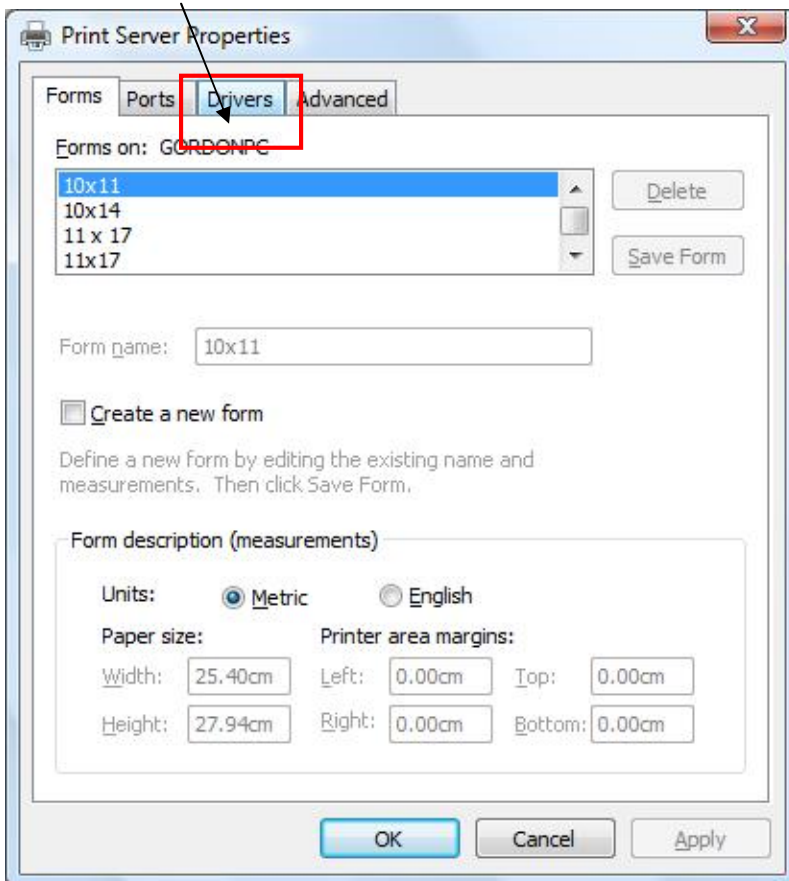 Print Server Properties
Forms Ports Drivers Advanced
Forms on: GORDONPC
10x11
10x14
11 x 17
11x17
Delete
Save Form
Form name: 10x11
Create a new form
Define a new form by editing the existing name and
measurements. Then click Save Form.
Form description (measurements)
Units: Metric English
Paper size: Printer area margins:
Width: 25.40cm Left: 0.00cm Top: 0.00cm
Height: 27.94cm Right: 0.00cm Bottom: 0.00cm
OK Cancel Apply